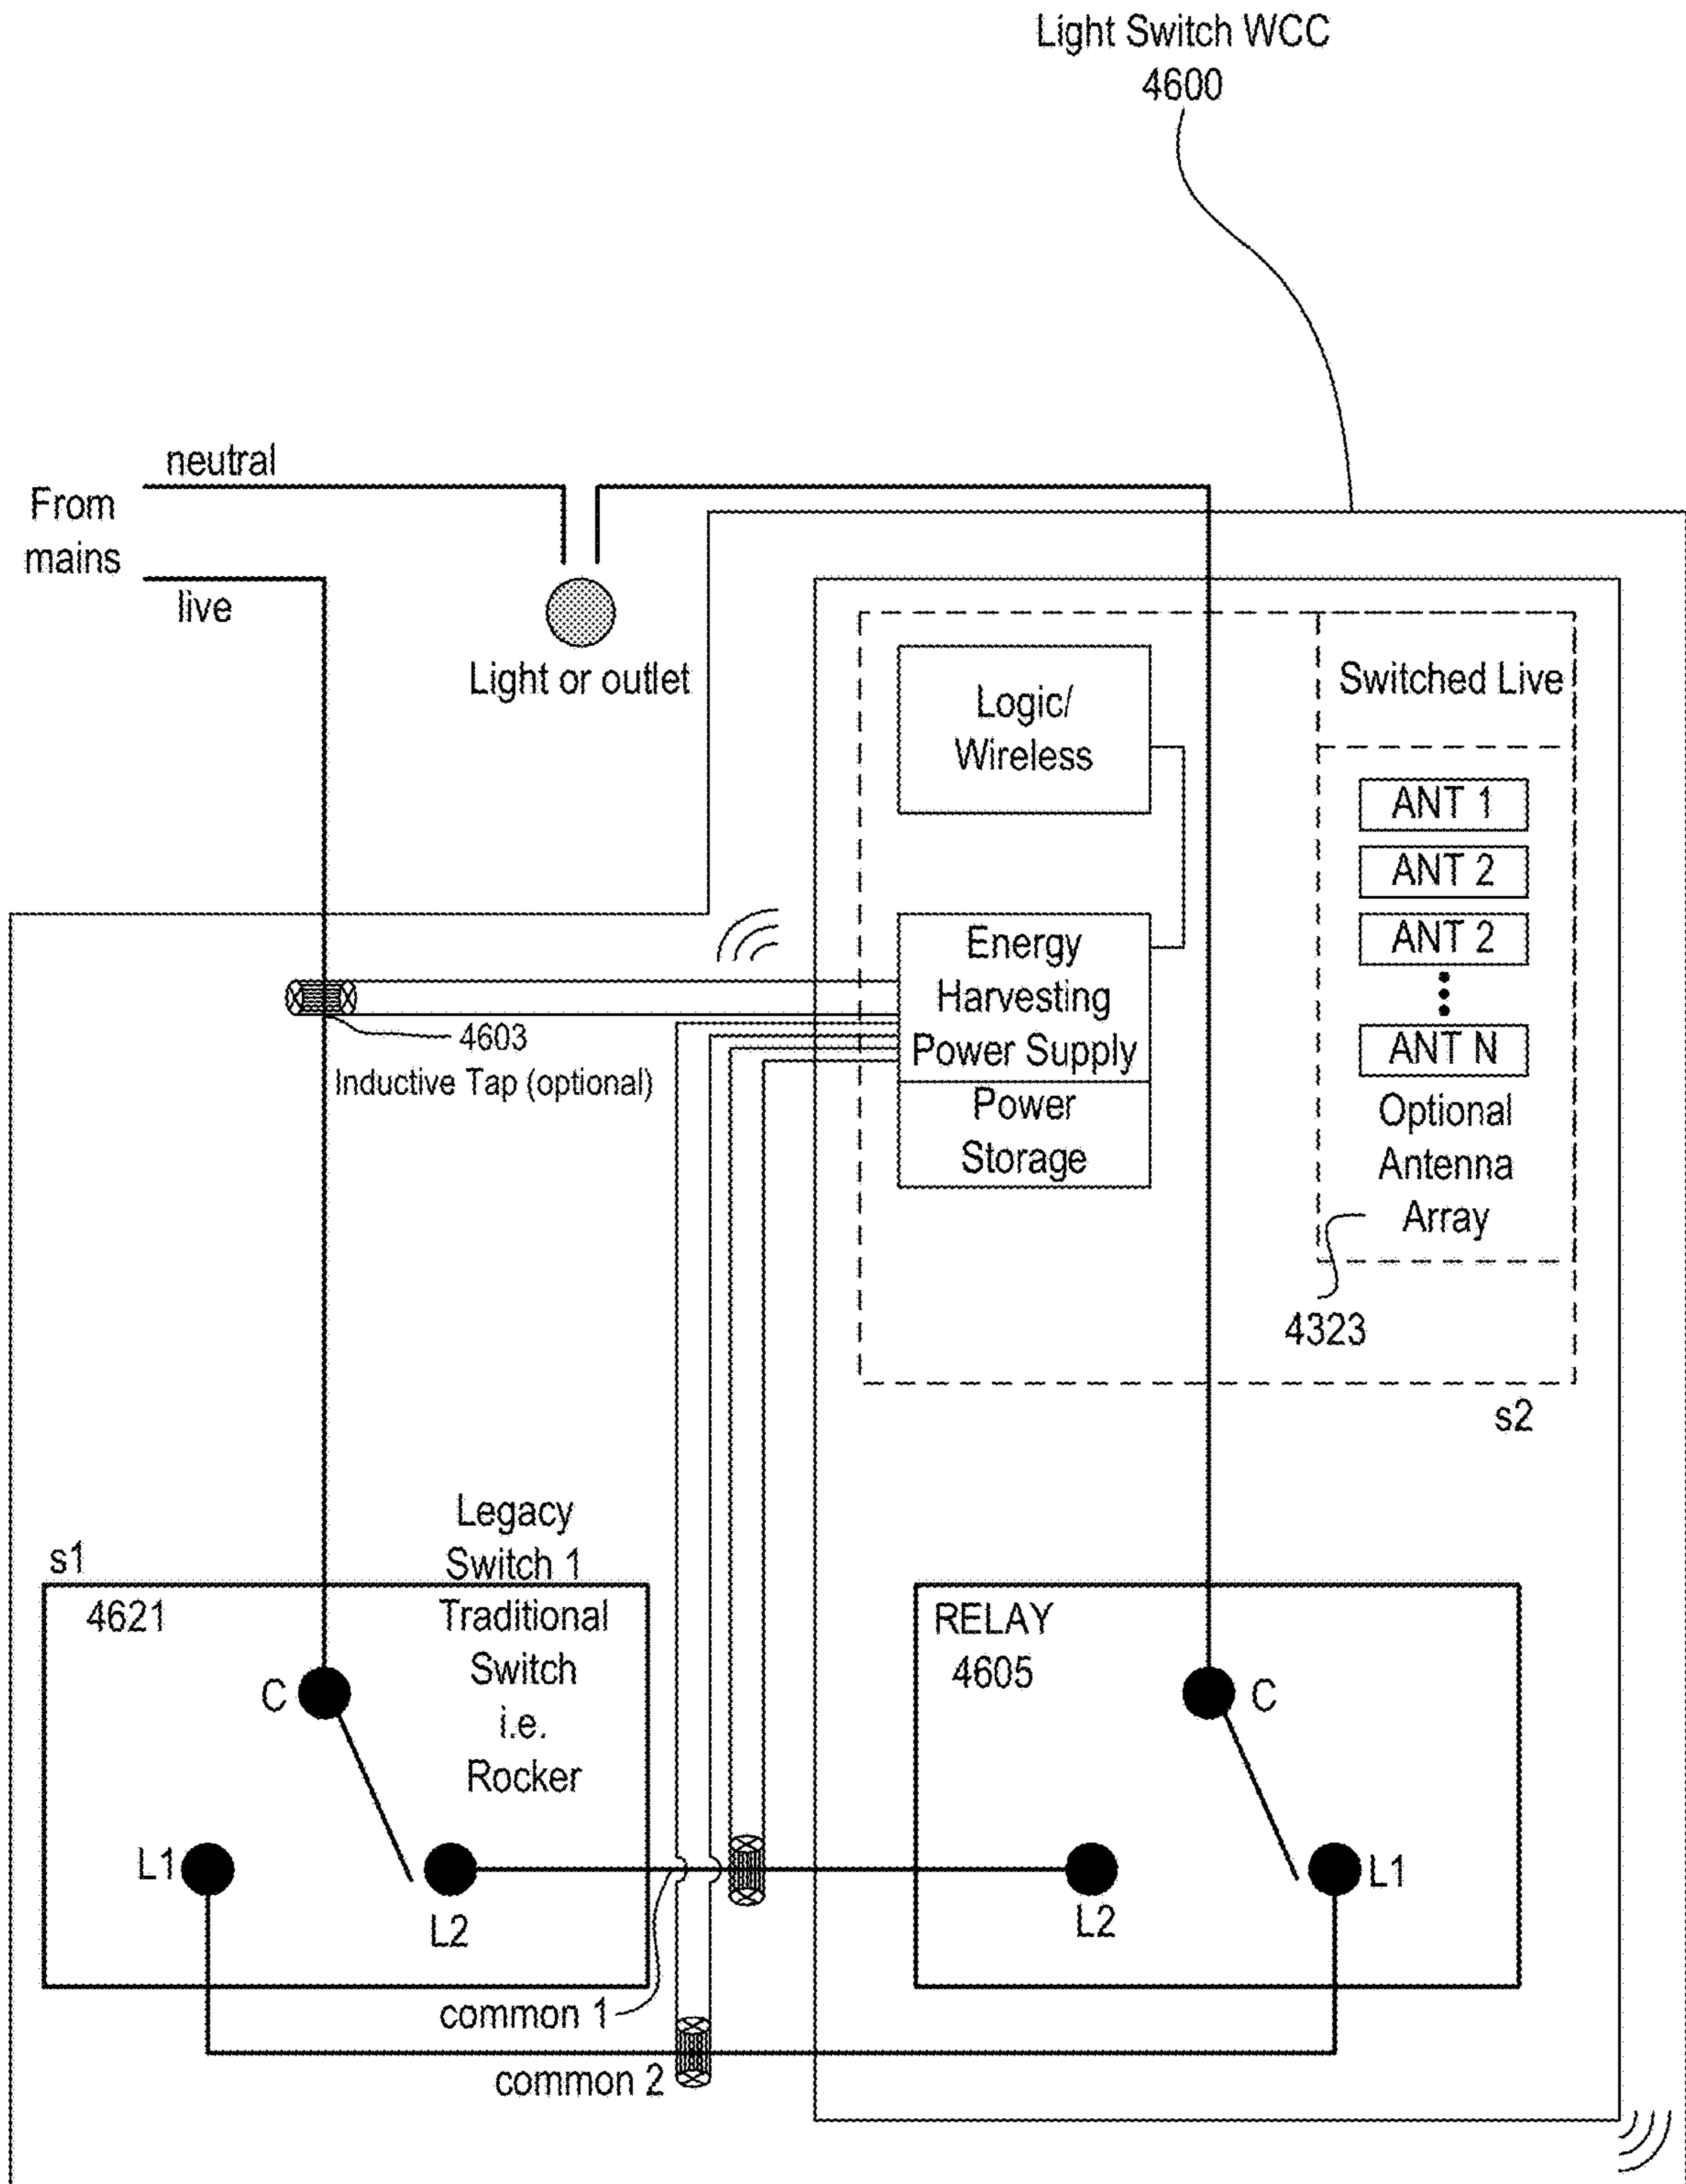 Light Switch WCC
4600
neutral
From
mains
live
Light or outlet
Logic/
Wireless
Switched Live
ANT 1
ANT 2
ANT 2
ANT N
Optional
Antenna
Array
4323
Energy
Harvesting
Power Supply
Power
Storage
4603
Inductive Tap (optional)
s2
s1
Legacy
Switch 1
4621
Traditional
Switch
i.e.
Rocker
C
L1
L2
RELAY
4605
C
L2
L1
common 1
common 2